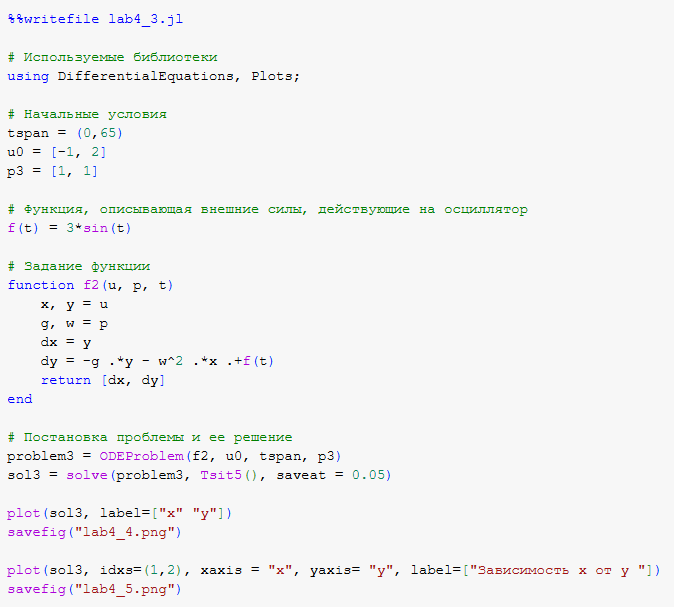 %%writefile lab4_3.jl
# Используемые библиотеки
using DifferentialEquations, Plots;
# Начальные условия
tspan = (0,65)
u0 = [-1, 2]
p3 = [1, 1]
# Функция, описывающая внешние силы, действующие на осциллятор
f(t) = 3*sin(t)
# Задание функции
function f2(u, p, t)
    x, y = u
    g, w = p
    dx = y
    dy = -g .*y - w^2 .*x .+f(t)
    return [dx, dy]
end
# Постановка проблемы и ее решение
problem3 = ODEProblem(f2, u0, tspan, p3)
sol3 = solve(problem3, Tsit5(), saveat = 0.05)
plot(sol3, label=["x" "y"])
savefig("lab4_4.png")
plot(sol3, idxs=(1,2), xaxis = "x", yaxis= "y", label=["Зависимость x от y "])
savefig("lab4_5.png")